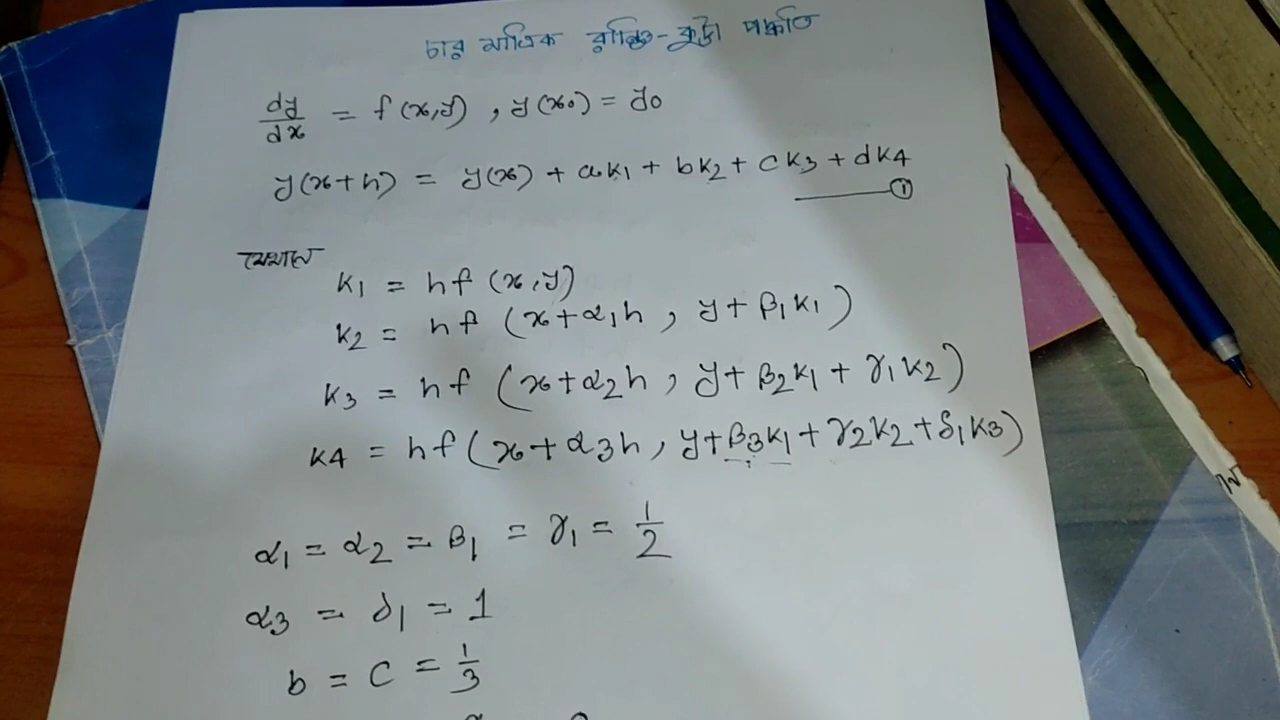 চার মাত্রিক রাঙ্গি-কুট্টা পদ্ধতি
dy/dx = f(x,y), y(x₀) = y₀
y(x+h) = y(x) + ak₁ + bk₂ + ck₃ + dk₄
①
যেখানে
k₁ = hf (x,y)
k₂ = hf (x+α₁h, y+β₁k₁)
k₃ = hf (x+α₂h, y+β₂k₁+γ₁k₂)
k₄ = hf (x+α₃h, y+β₃k₁+γ₂k₂+δ₁k₃)
α₁ = α₂ = β₁ = γ₁ = 1/2
α₃ = δ₁ = 1
b = c = 1/3